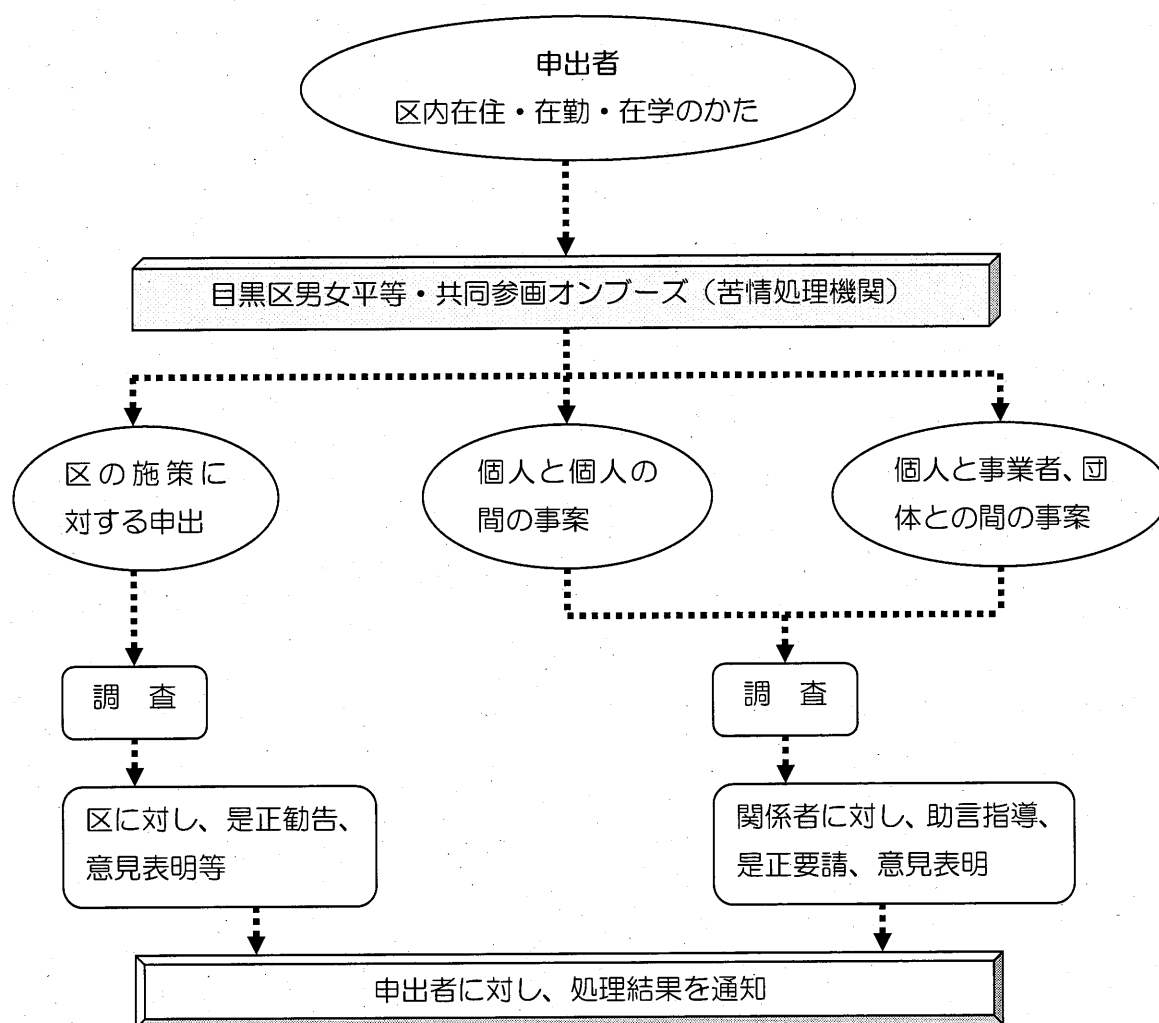 申出者
区内在住・在勤・在学のかた
目黒区男女平等・共同参画オンブーズ（苦情処理機関）
区の施策に
対する申出
個人と個人の
間の事案
個人と事業者、団
体との間の事案
調　査
調　査
区に対し、是正勧告、
意見表明等
関係者に対し、助言指導、
是正要請、意見表明
申出者に対し、処理結果を通知